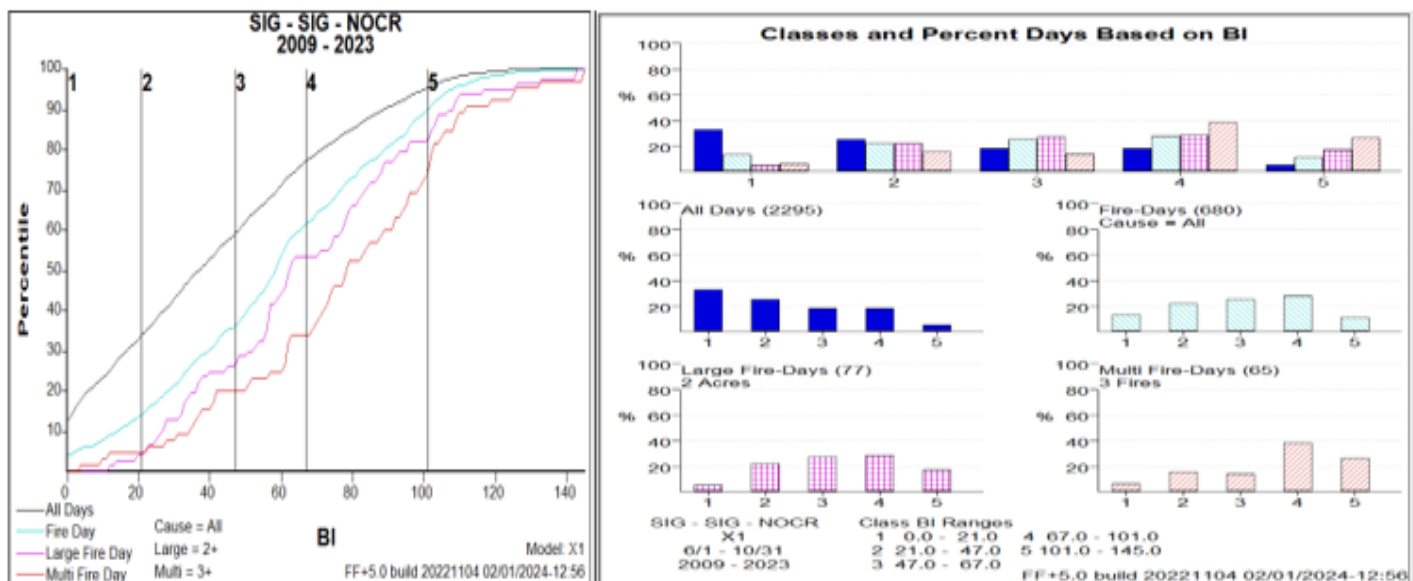 SIG - SIG - NOCR
2009 - 2023
100
90
80
70
60
50
40
30
20
10
Percentile
1 2 3 4 5
0 20 40 60 80 100 120 140
BI
All Days
Fire Day
Large Fire Day
Multi Fire Day
Cause = All
Large = 2+
Multi = 3+
Model: X1
FF+5.0 build 20221104 02/01/2024-12:56
Classes and Percent Days Based on BI
100
80
% 60
40
20
1 2 3 4 5
All Days (2295)
100
80
% 60
40
20
1 2 3 4 5
Fire-Days (680)
Cause = All
100
80
% 60
40
20
1 2 3 4 5
Large Fire-Days (77)
2 Acres
100
80
% 60
40
20
1 2 3 4 5
Multi Fire-Days (65)
3 Fires
100
80
% 60
40
20
1 2 3 4 5
SIG - SIG - NOCR
X1
6/1 - 10/31
2009 - 2023
Class BI Ranges
1 0.0 - 21.0 4 67.0 - 101.0
2 21.0 - 47.0 5 101.0 - 145.0
3 47.0 - 67.0
FF+5.0 build 20221104 02/01/2024-12:56